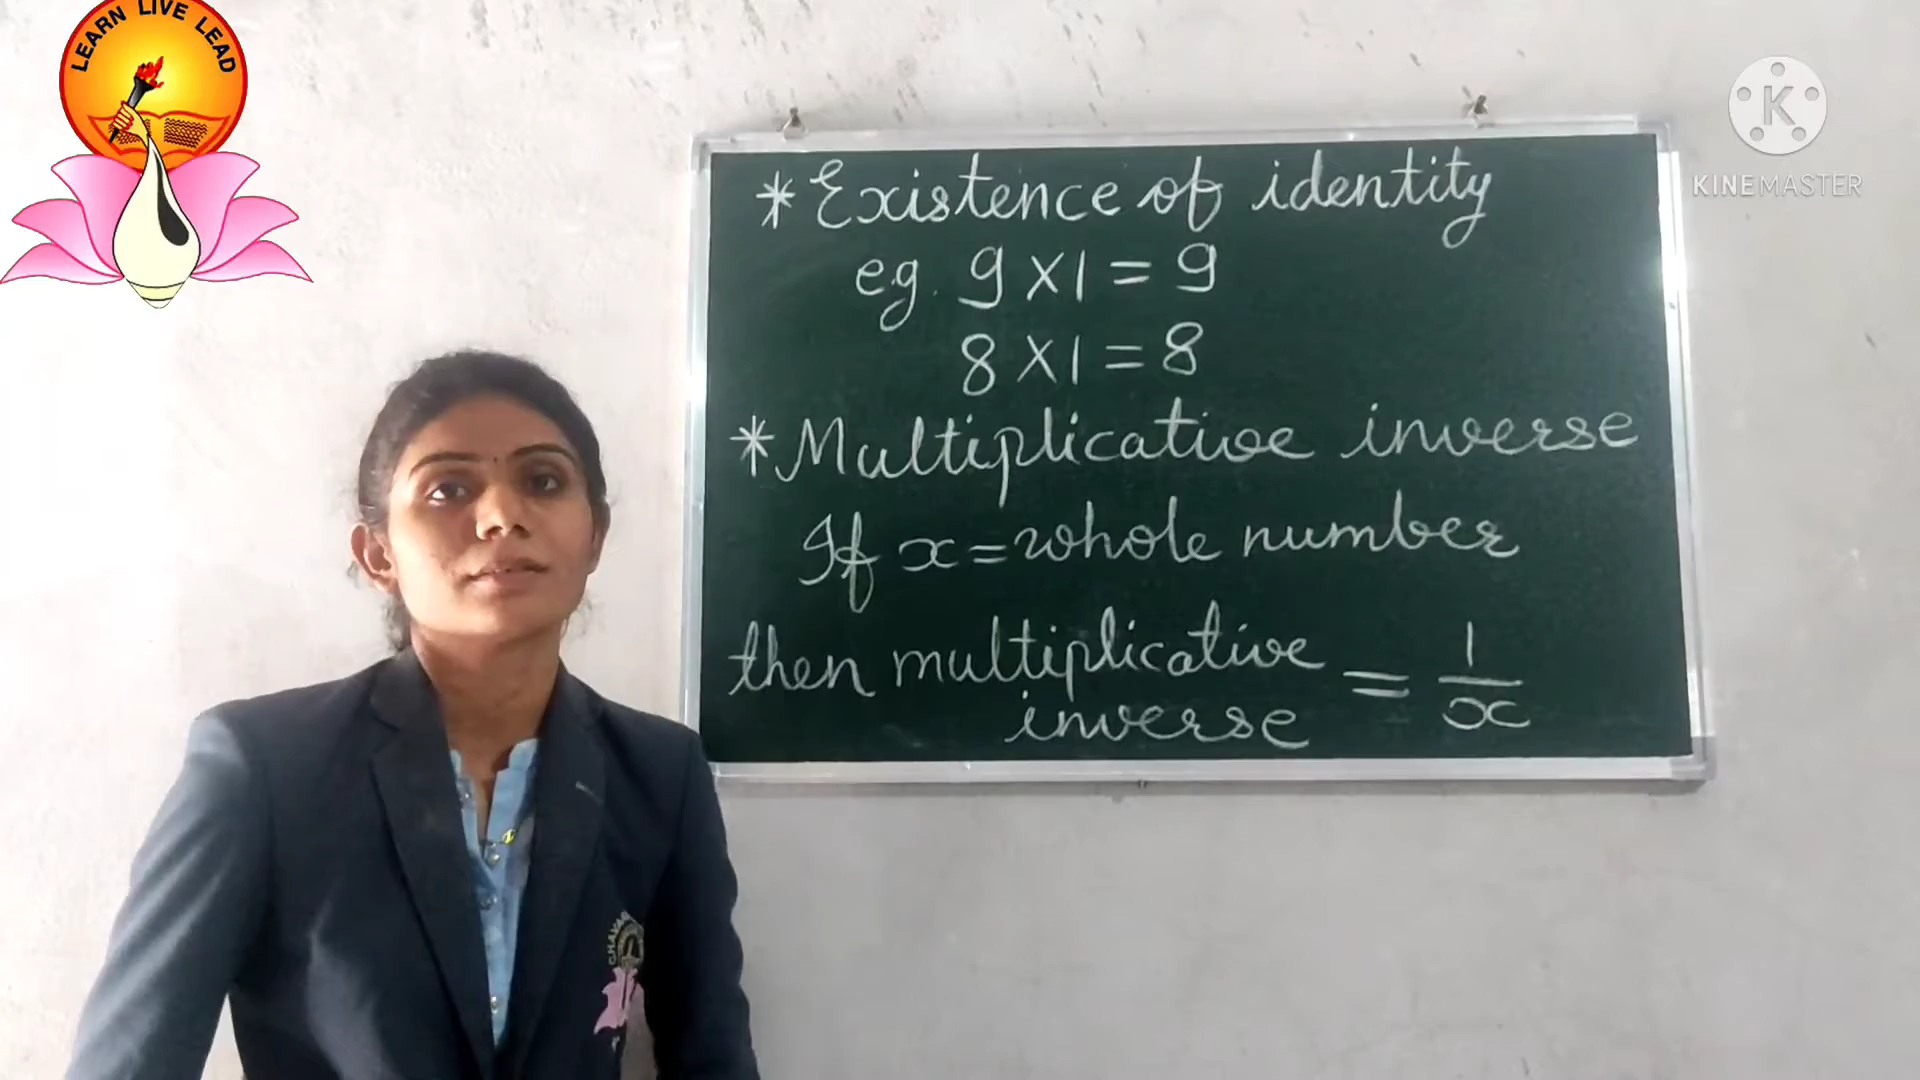 LEARN LIVE LEAD
KINEMASTER
* Existence of identity
eg. 9 × 1 = 9
8 × 1 = 8
* Multiplicative inverse
If x = whole number
then multiplicative inverse = 1/x